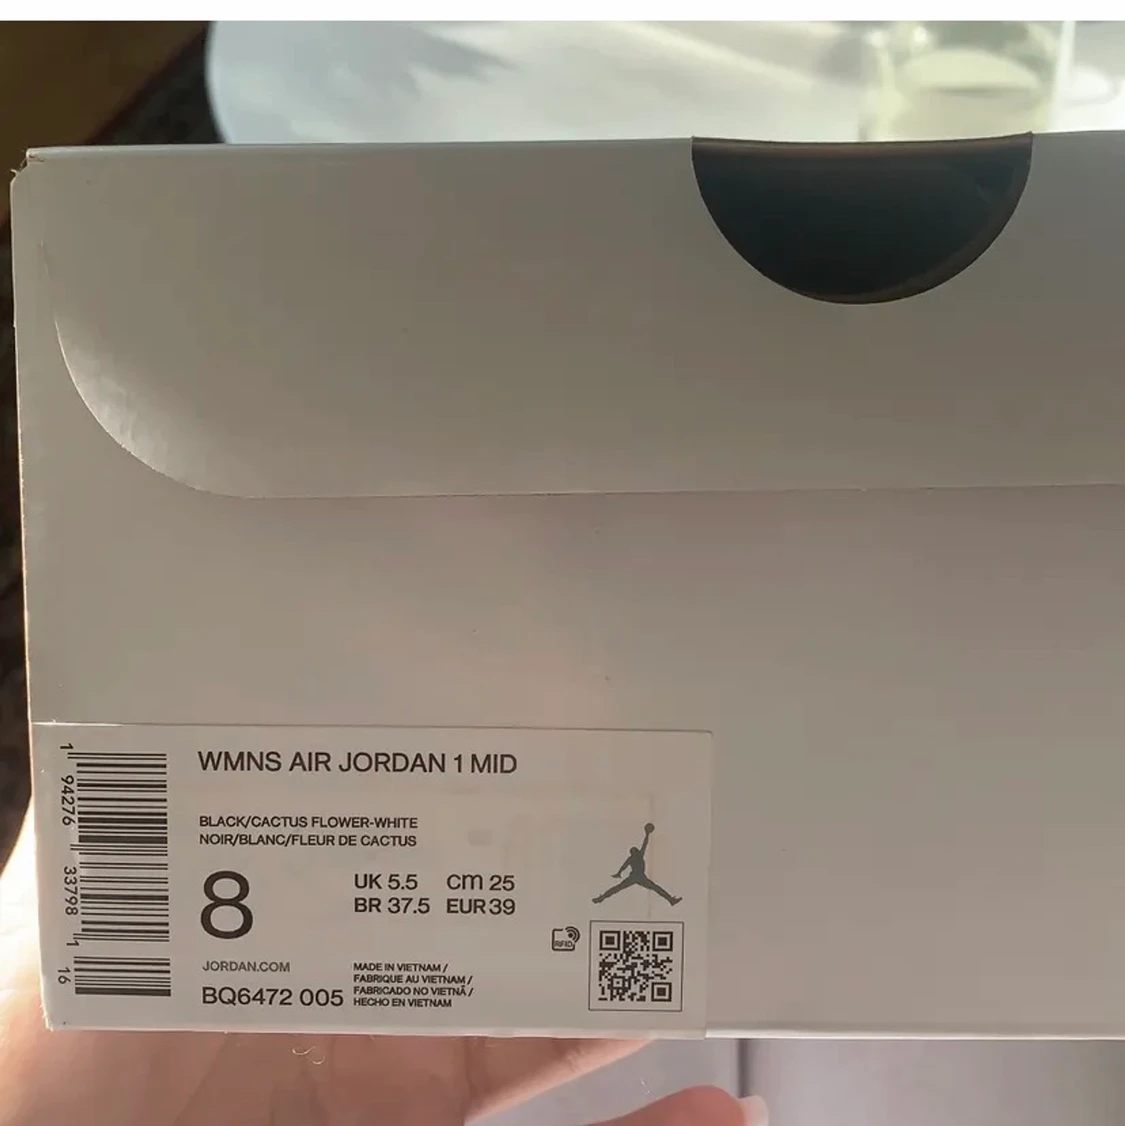 WMNS AIR JORDAN 1 MID
BLACK/CACTUS FLOWER-WHITE
NOIR/BLANC/FLEUR DE CACTUS
8
UK 5.5 CM 25
BR 37.5 EUR 39
JORDAN.COM
BQ6472 005
MADE IN VIETNAM /
FABRIQUE AU VIETNAM /
FABRICADO NO VIETNÃ /
HECHO EN VIETNAM
RFID
1 94276 33798 1 16